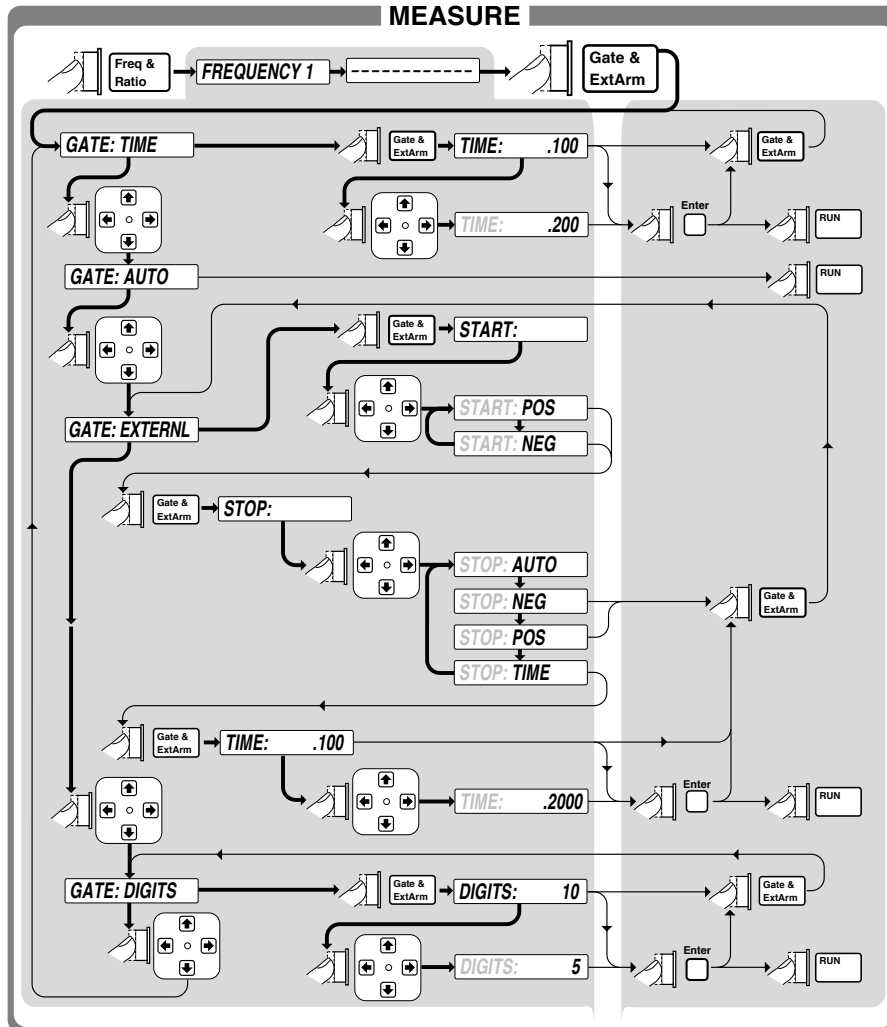 MEASURE
Freq &
Ratio
FREQUENCY 1
------------
Gate &
ExtArm
GATE: TIME
Gate &
ExtArm
TIME: .100
Gate &
ExtArm
TIME: .200
Enter
RUN
GATE: AUTO
RUN
Gate &
ExtArm
START:
GATE: EXTERNL
START: POS
START: NEG
Gate &
ExtArm
STOP:
STOP: AUTO
STOP: NEG
Gate &
ExtArm
STOP: POS
STOP: TIME
Gate &
ExtArm
TIME: .100
TIME: .2000
Enter
RUN
GATE: DIGITS
Gate &
ExtArm
DIGITS: 10
Gate &
ExtArm
DIGITS: 5
Enter
RUN